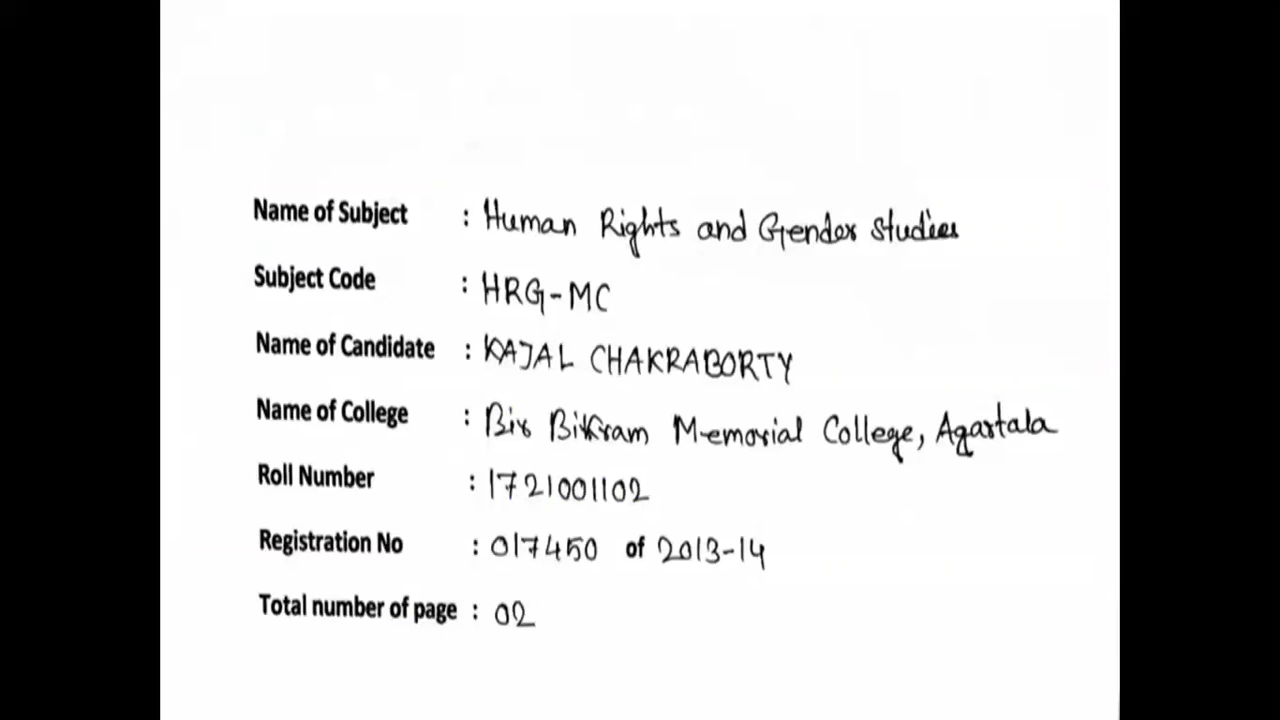 Name of Subject : Human Rights and Gender Studies
Subject Code : HRG-MC
Name of Candidate : KAJAL CHAKRABORTY
Name of College : Bir Bikram Memorial College, Agartala
Roll Number : 1721001102
Registration No : 017450 of 2013-14
Total number of page : 02